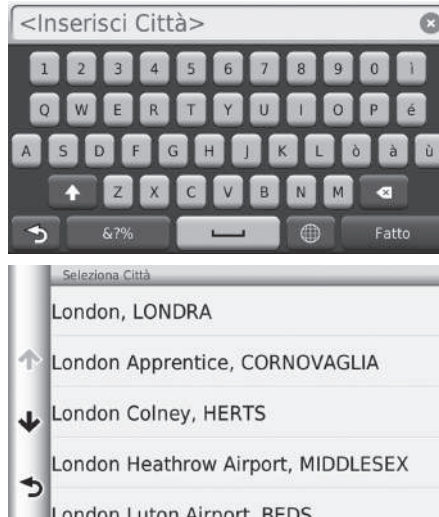 <Inserisci Città>
1 2 3 4 5 6 7 8 9 0 ì
Q W E R T Y U I O P é
A S D F G H J K L ò à ù
Z X C V B N M
&?% Fatto
Seleziona Città
London, LONDRA
London Apprentice, CORNOVAGLIA
London Colney, HERTS
London Heathrow Airport, MIDDLESEX
London Luton Airport, BEDS